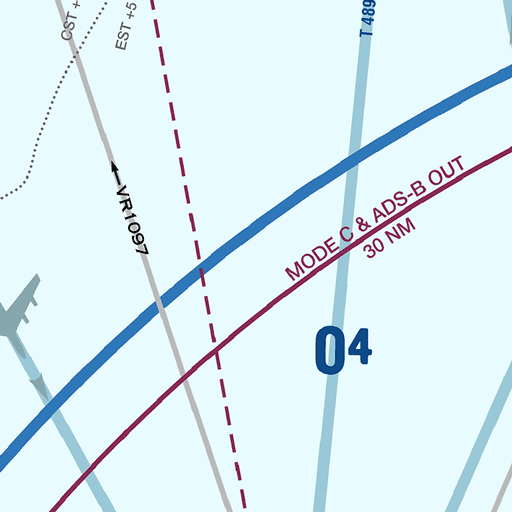 CST +
EST +5
T 489
←VR1097
MODE C & ADS-B OUT
30 NM
04